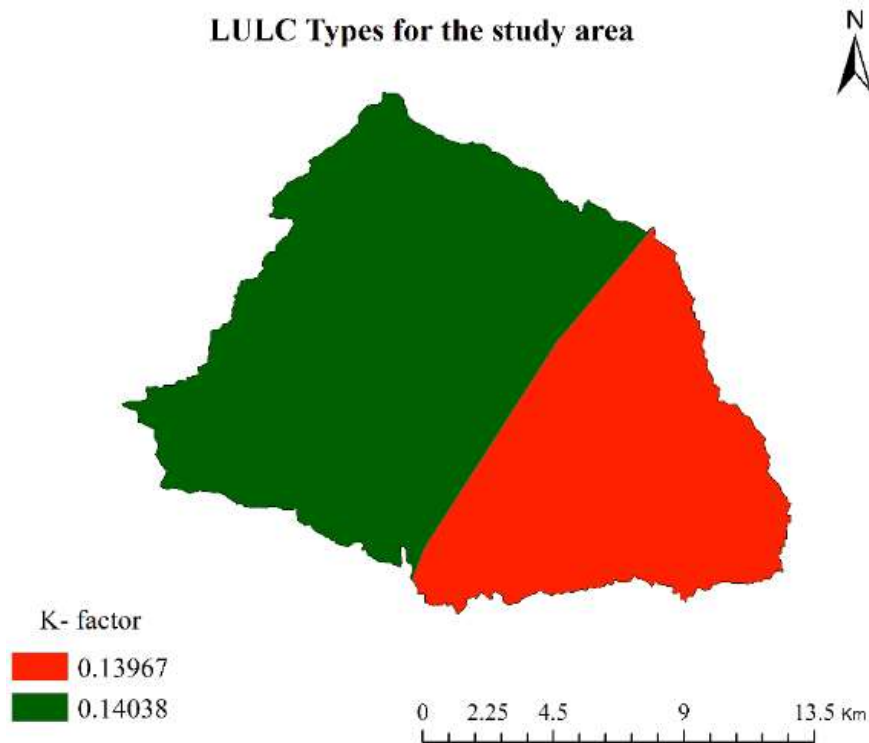 LULC Types for the study area
N
K- factor
0.13967
0.14038
0 2.25 4.5 9 13.5 Km